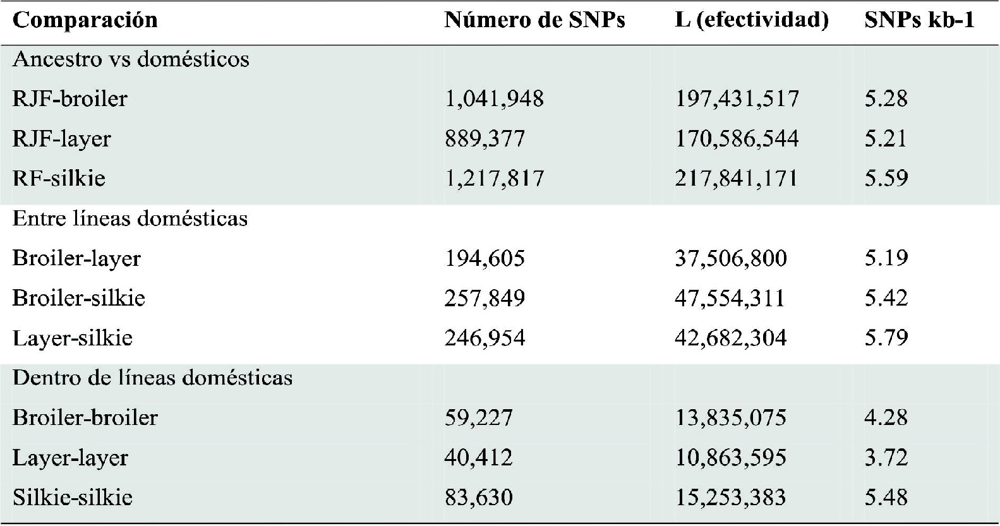 Comparación Número de SNPs L (efectividad) SNPs kb-1
Ancestro vs domésticos
RJF-broiler 1,041,948 197,431,517 5.28
RJF-layer 889,377 170,586,544 5.21
RF-silkie 1,217,817 217,841,171 5.59
Entre líneas domésticas
Broiler-layer 194,605 37,506,800 5.19
Broiler-silkie 257,849 47,554,311 5.42
Layer-silkie 246,954 42,682,304 5.79
Dentro de líneas domésticas
Broiler-broiler 59,227 13,835,075 4.28
Layer-layer 40,412 10,863,595 3.72
Silkie-silkie 83,630 15,253,383 5.48